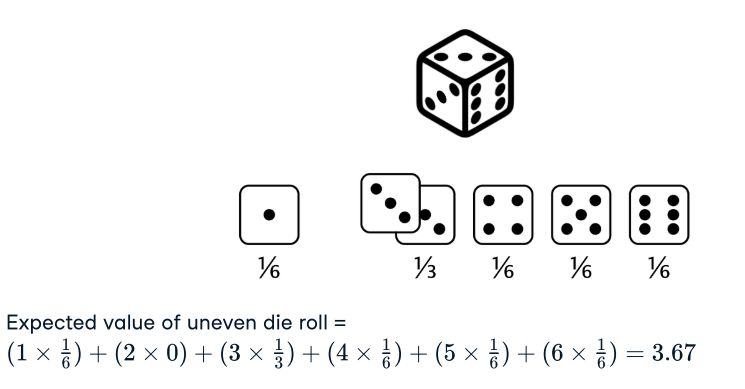 ⅙ ⅓ ⅙ ⅙ ⅙
Expected value of uneven die roll =
(1 × 1/6) + (2 × 0) + (3 × 1/3) + (4 × 1/6) + (5 × 1/6) + (6 × 1/6) = 3.67